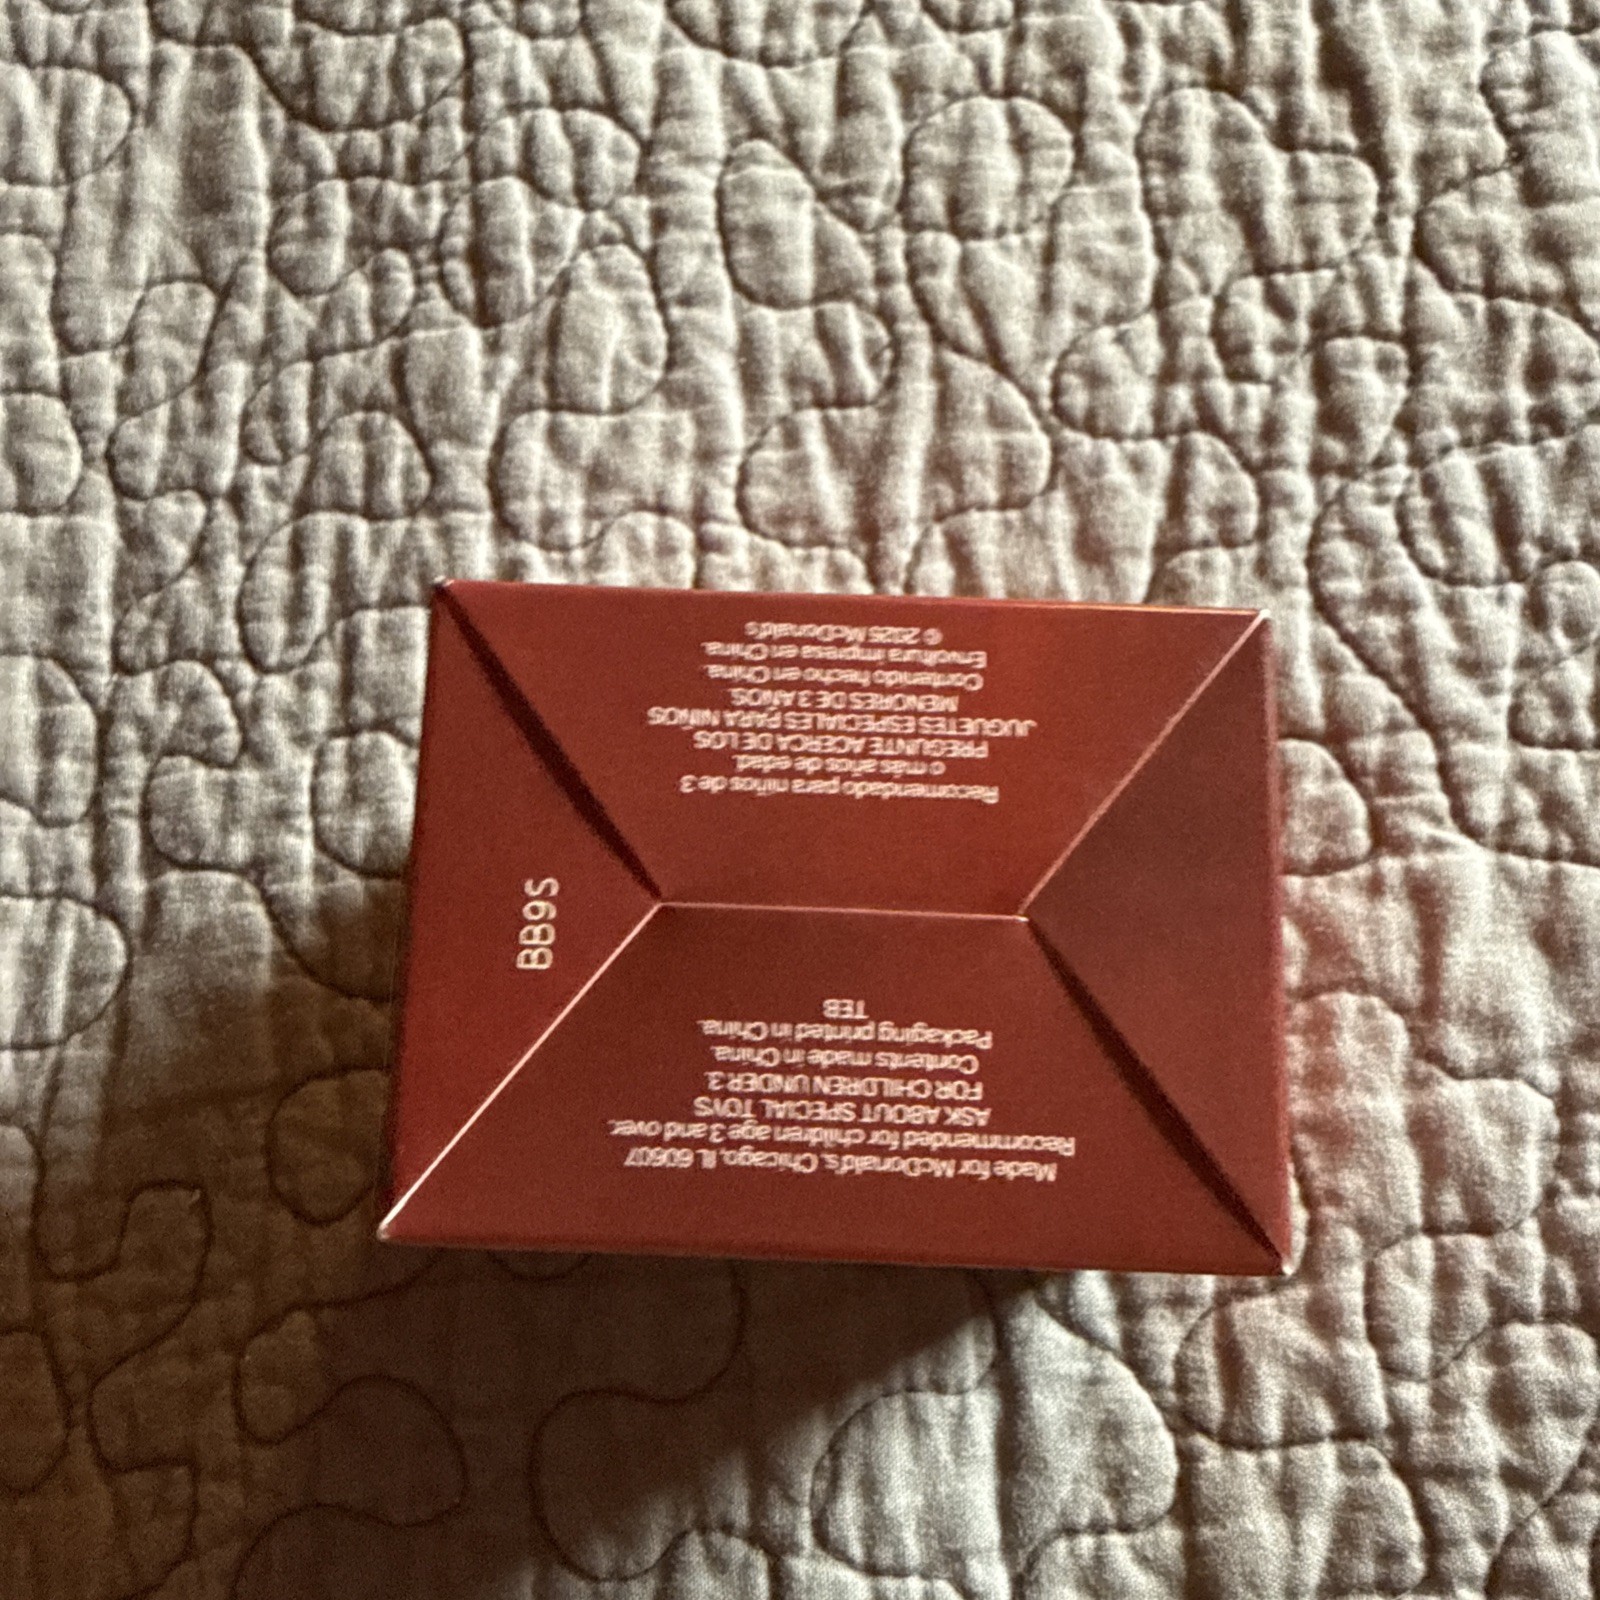 Made for McDonald's, Chicago, IL 60607
Recommended for children age 3 and over.
ASK ABOUT SPECIAL TOYS
FOR CHILDREN UNDER 3.
Contents made in China.
Packaging printed in China.
TEB
Recomendado para niños de 3
o más años de edad.
PREGUNTE ACERCA DE LOS
JUGUETES ESPECIALES PARA NIÑOS
MENORES DE 3 AÑOS.
Contenido hecho en China.
Envoltura impresa en China.
© 2025 McDonald's
BB9S